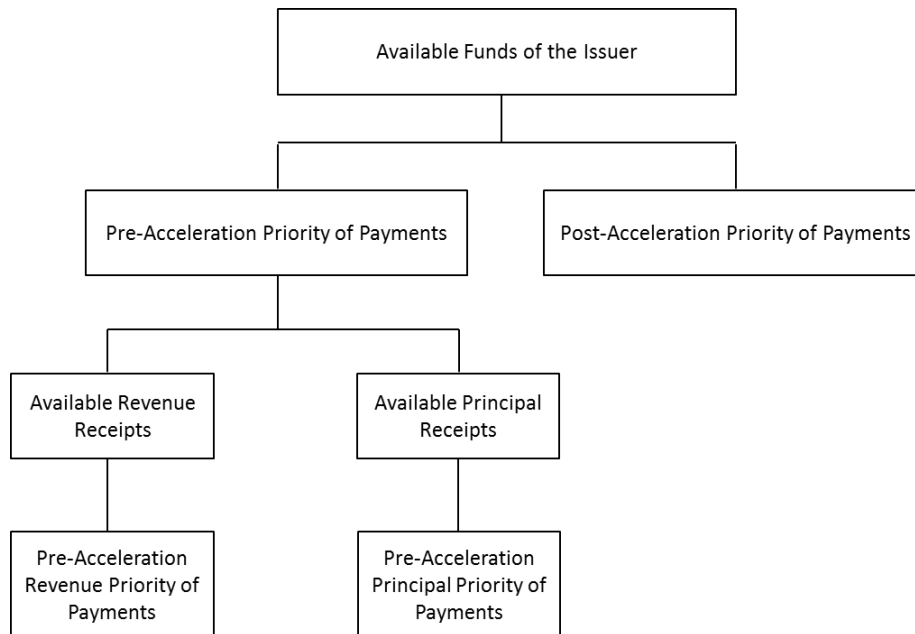 Available Funds of the Issuer
Pre-Acceleration Priority of Payments
Post-Acceleration Priority of Payments
Available Revenue
Receipts
Available Principal
Receipts
Pre-Acceleration
Revenue Priority of
Payments
Pre-Acceleration
Principal Priority of
Payments